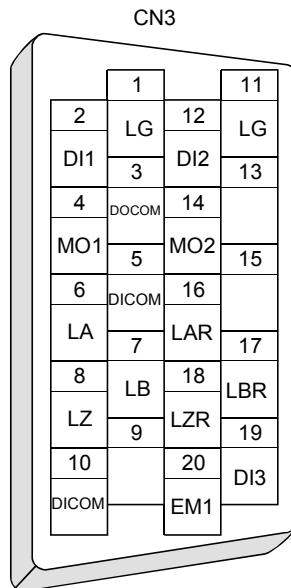 CN3
1 11
2 LG 12 LG
DI1 3 DI2 13
4 DOCOM 14
MO1 5 MO2 15
6 DICOM 16
LA 7 LAR 17
8 LB 18 LBR
LZ 9 LZR 19
10 20 DI3
DICOM EM1